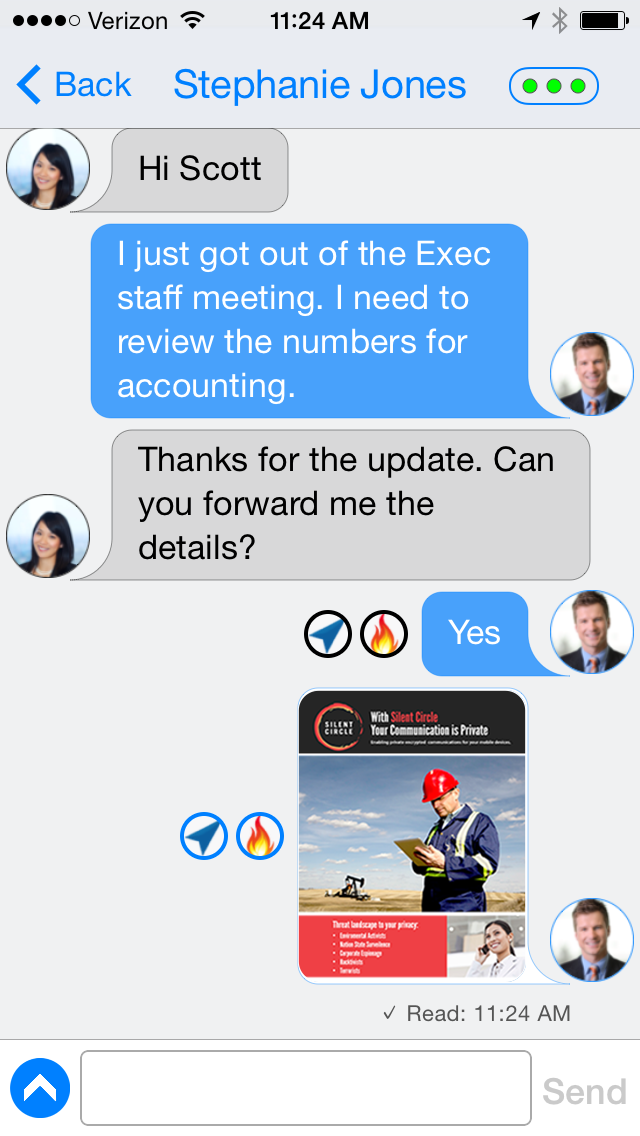 Verizon 11:24 AM
Back Stephanie Jones
Hi Scott
I just got out of the Exec
staff meeting. I need to
review the numbers for
accounting.
Thanks for the update. Can
you forward me the
details?
Yes
SILENT
CIRCLE
With Silent Circle
Your Communication is Private
Enabling private encrypted communications for your mobile devices.
Threat landscape to your privacy:
• Environmental Activists
• Nation State Surveillence
• Corporate Espionage
• Hacktivists
• Terrorists
✓ Read: 11:24 AM
Send